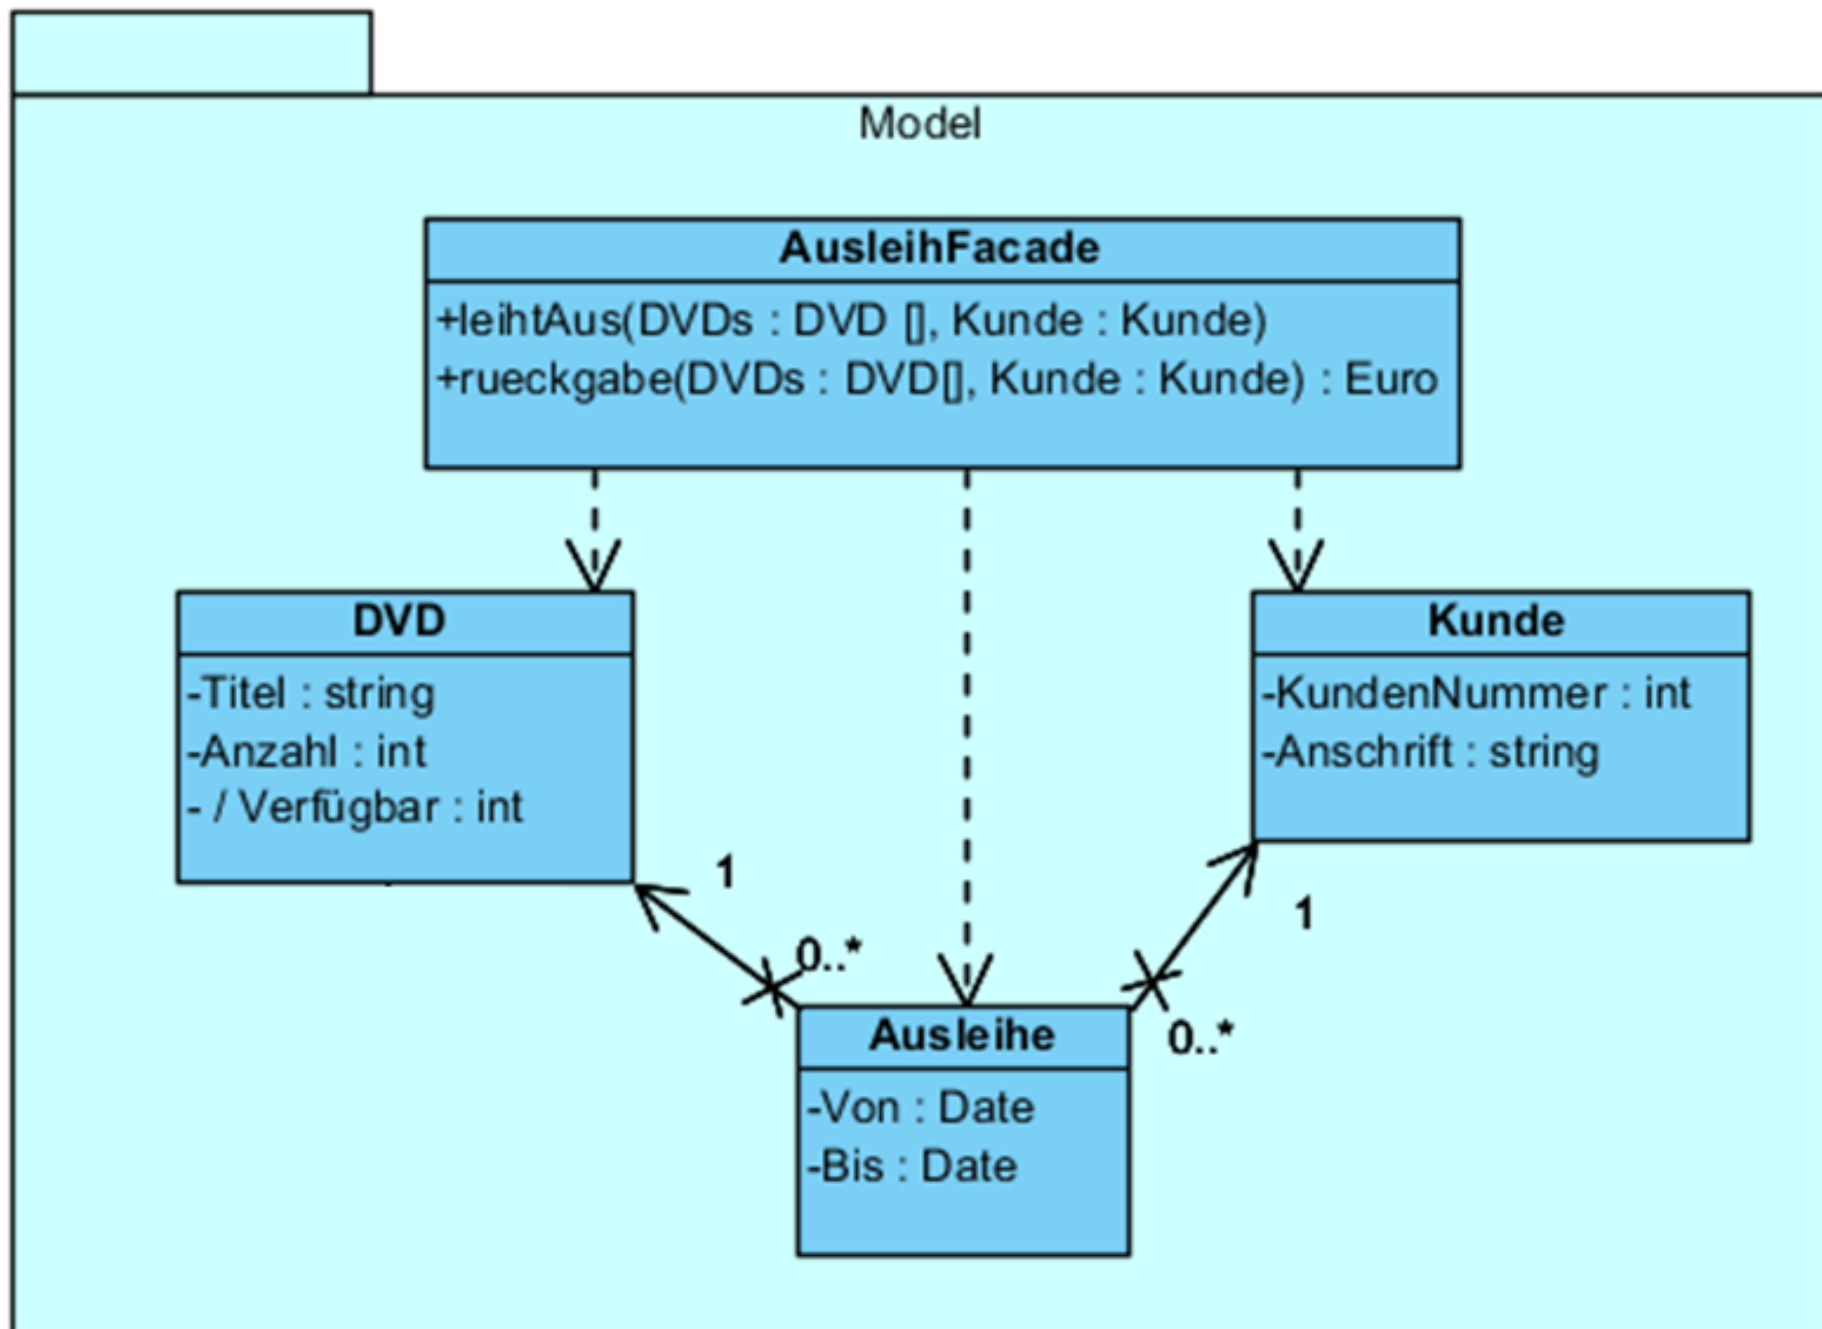 Model
AusleihFacade
+leihtAus(DVDs : DVD [], Kunde : Kunde)
+rueckgabe(DVDs : DVD[], Kunde : Kunde) : Euro
DVD
-Titel : string
-Anzahl : int
- / Verfügbar : int
Kunde
-KundenNummer : int
-Anschrift : string
1
0..*
1
0..*
Ausleihe
-Von : Date
-Bis : Date